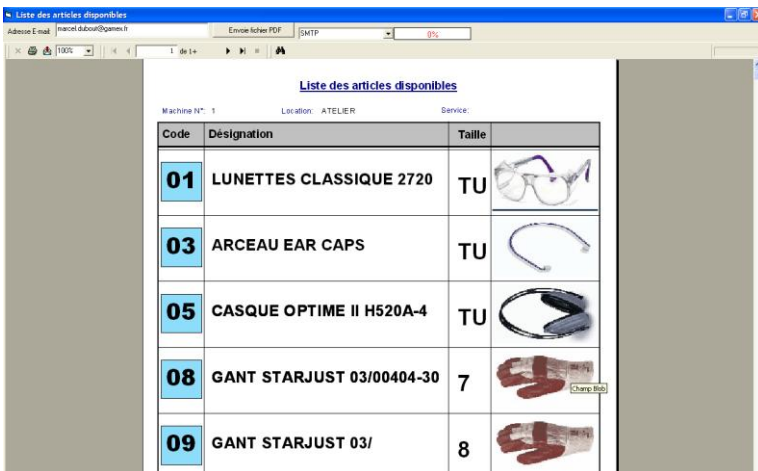 Liste des articles disponibles
Adresse E-mail marcel.dubout@gamex.fr Envoie fichier PDF SMTP 0%
100% 1 de 1+
Liste des articles disponibles
Machine N°: 1 Location: ATELIER Service:
Code Désignation Taille
01 LUNETTES CLASSIQUE 2720 TU
03 ARCEAU EAR CAPS TU
05 CASQUE OPTIME II H520A-4 TU
08 GANT STARJUST 03/00404-30 7
Champ Blob
09 GANT STARJUST 03/ 8